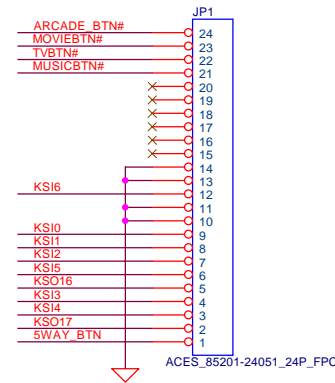 JP1
ARCADE_BTN# 24
MOVIEBTN# 23
TVBTN# 22
MUSICBTN# 21
20
19
18
17
16
15
14
13
KSI6 12
11
10
KSI0 9
KSI1 8
KSI2 7
KSI5 6
KSO16 5
KSI3 4
KSI4 3
KSO17 2
5WAY_BTN 1
ACES_85201-24051_24P_FPC